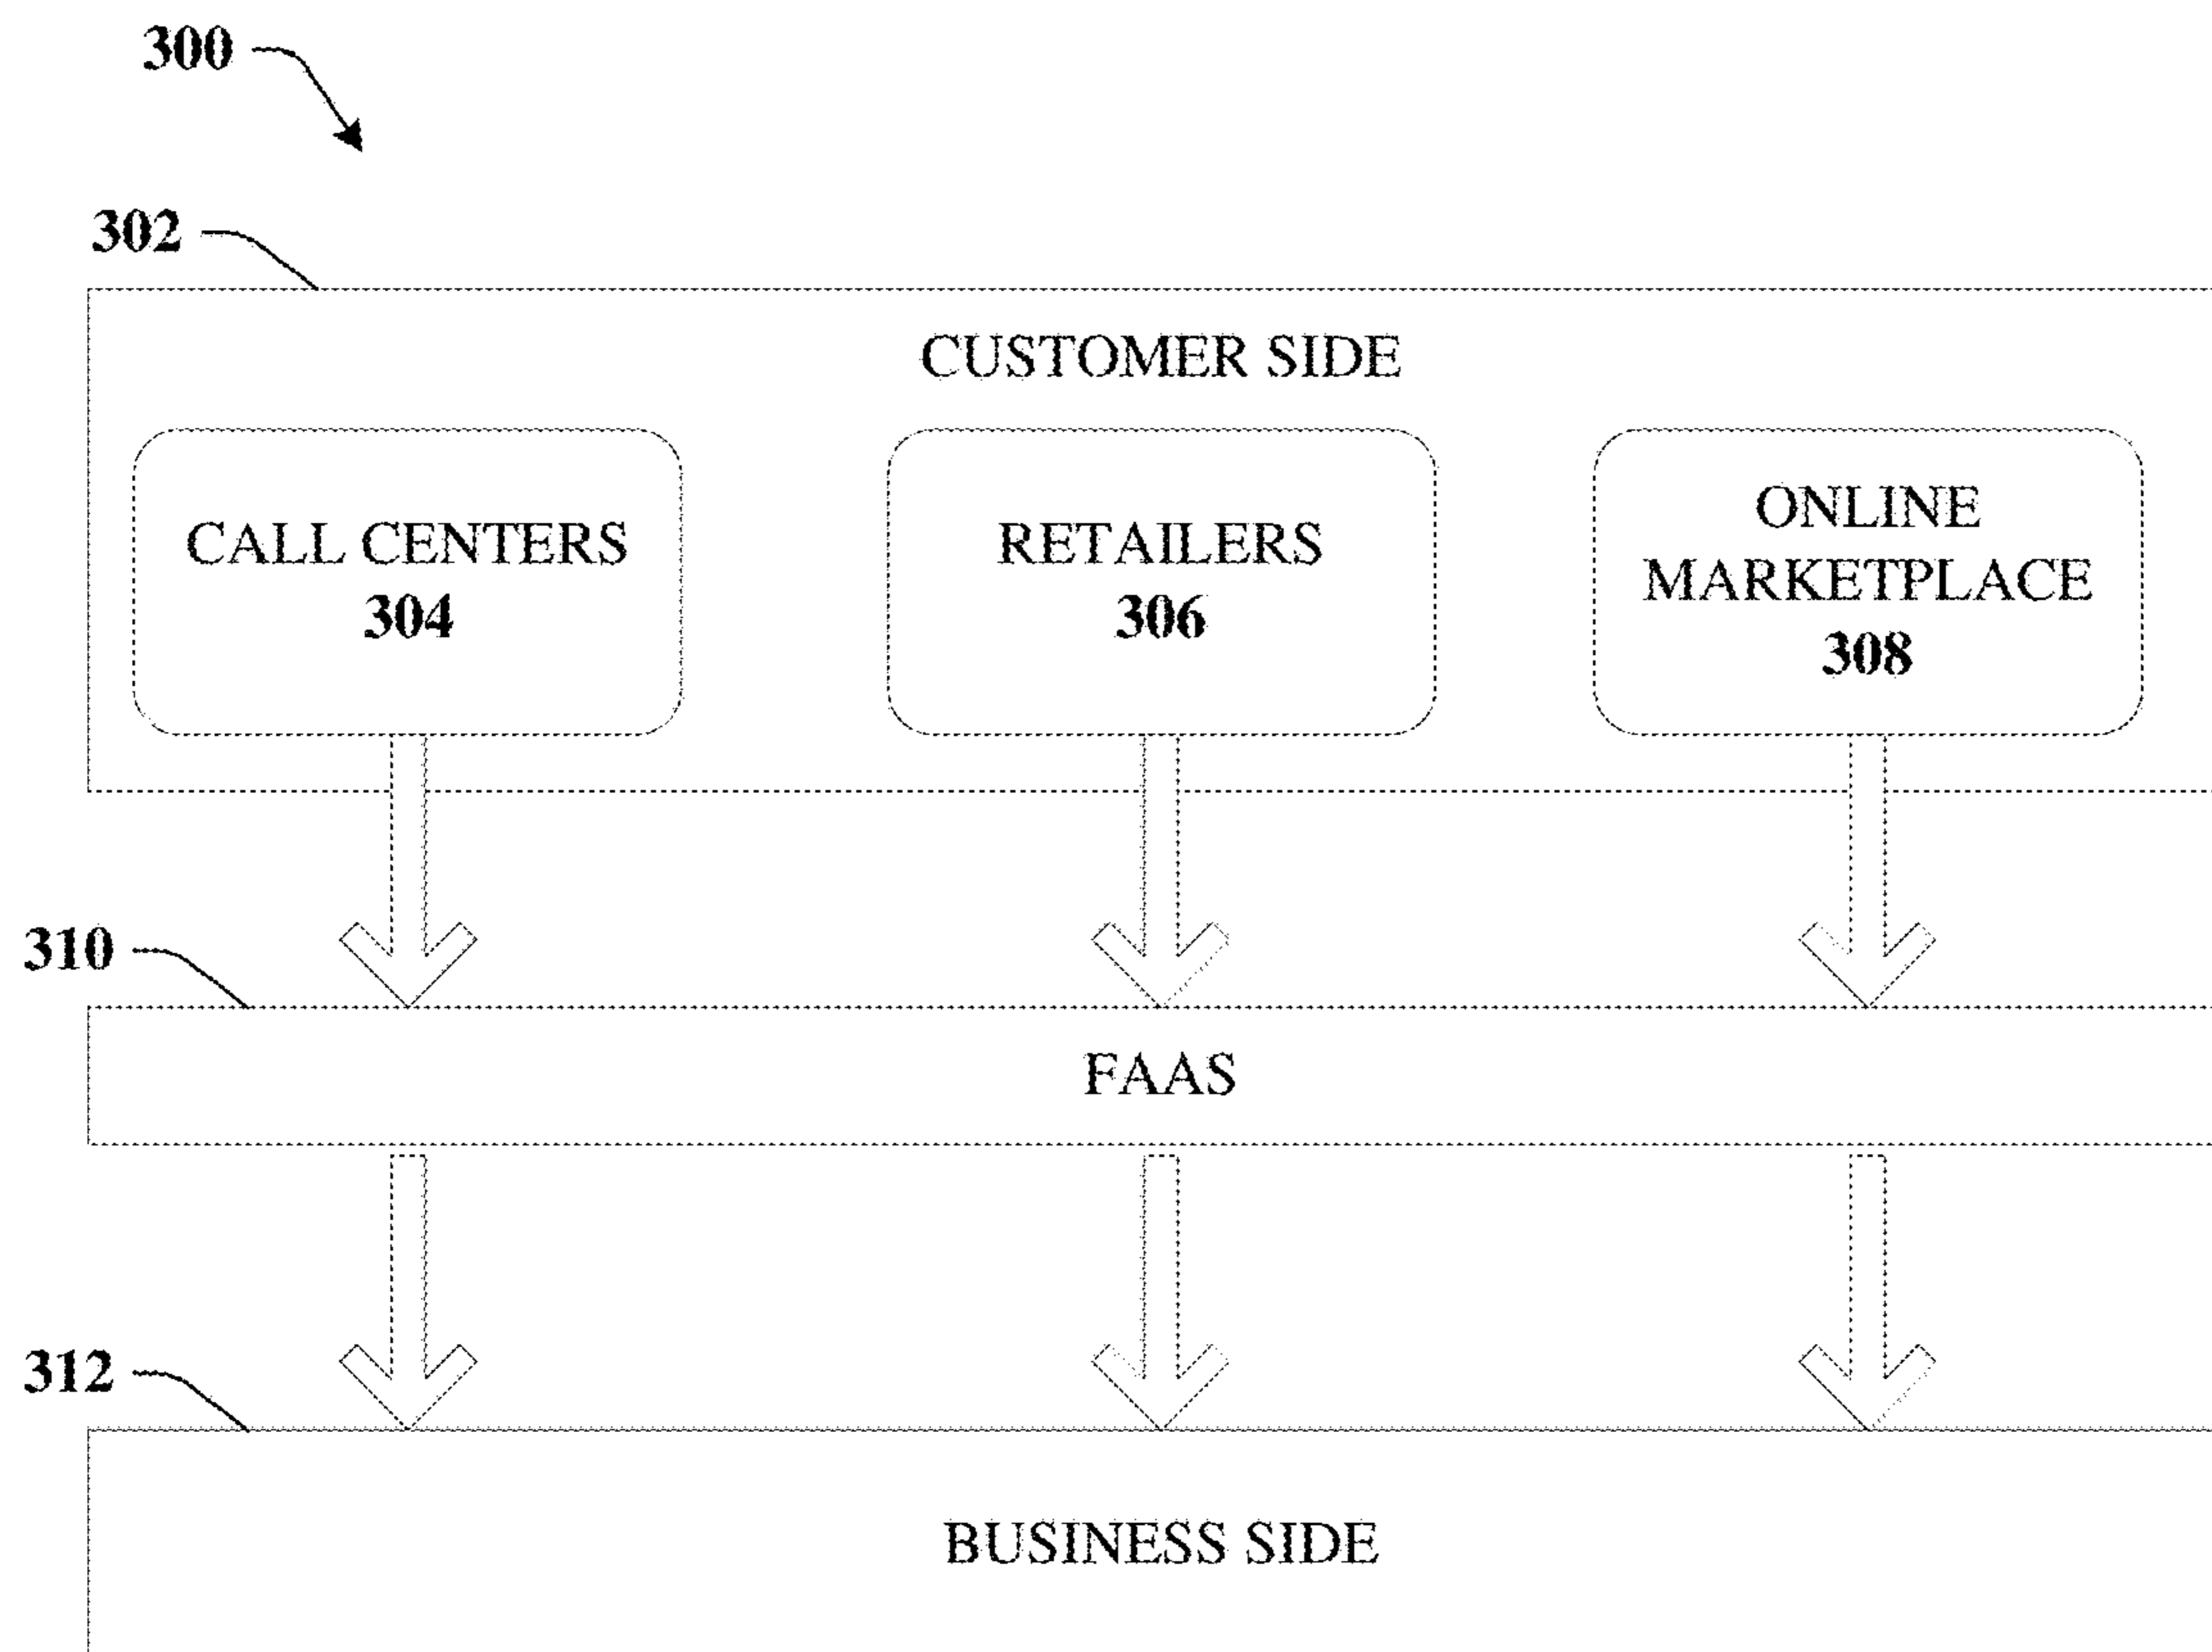 300
302
CUSTOMER SIDE
CALL CENTERS
304
RETAILERS
306
ONLINE
MARKETPLACE
308
310
FAAS
312
BUSINESS SIDE